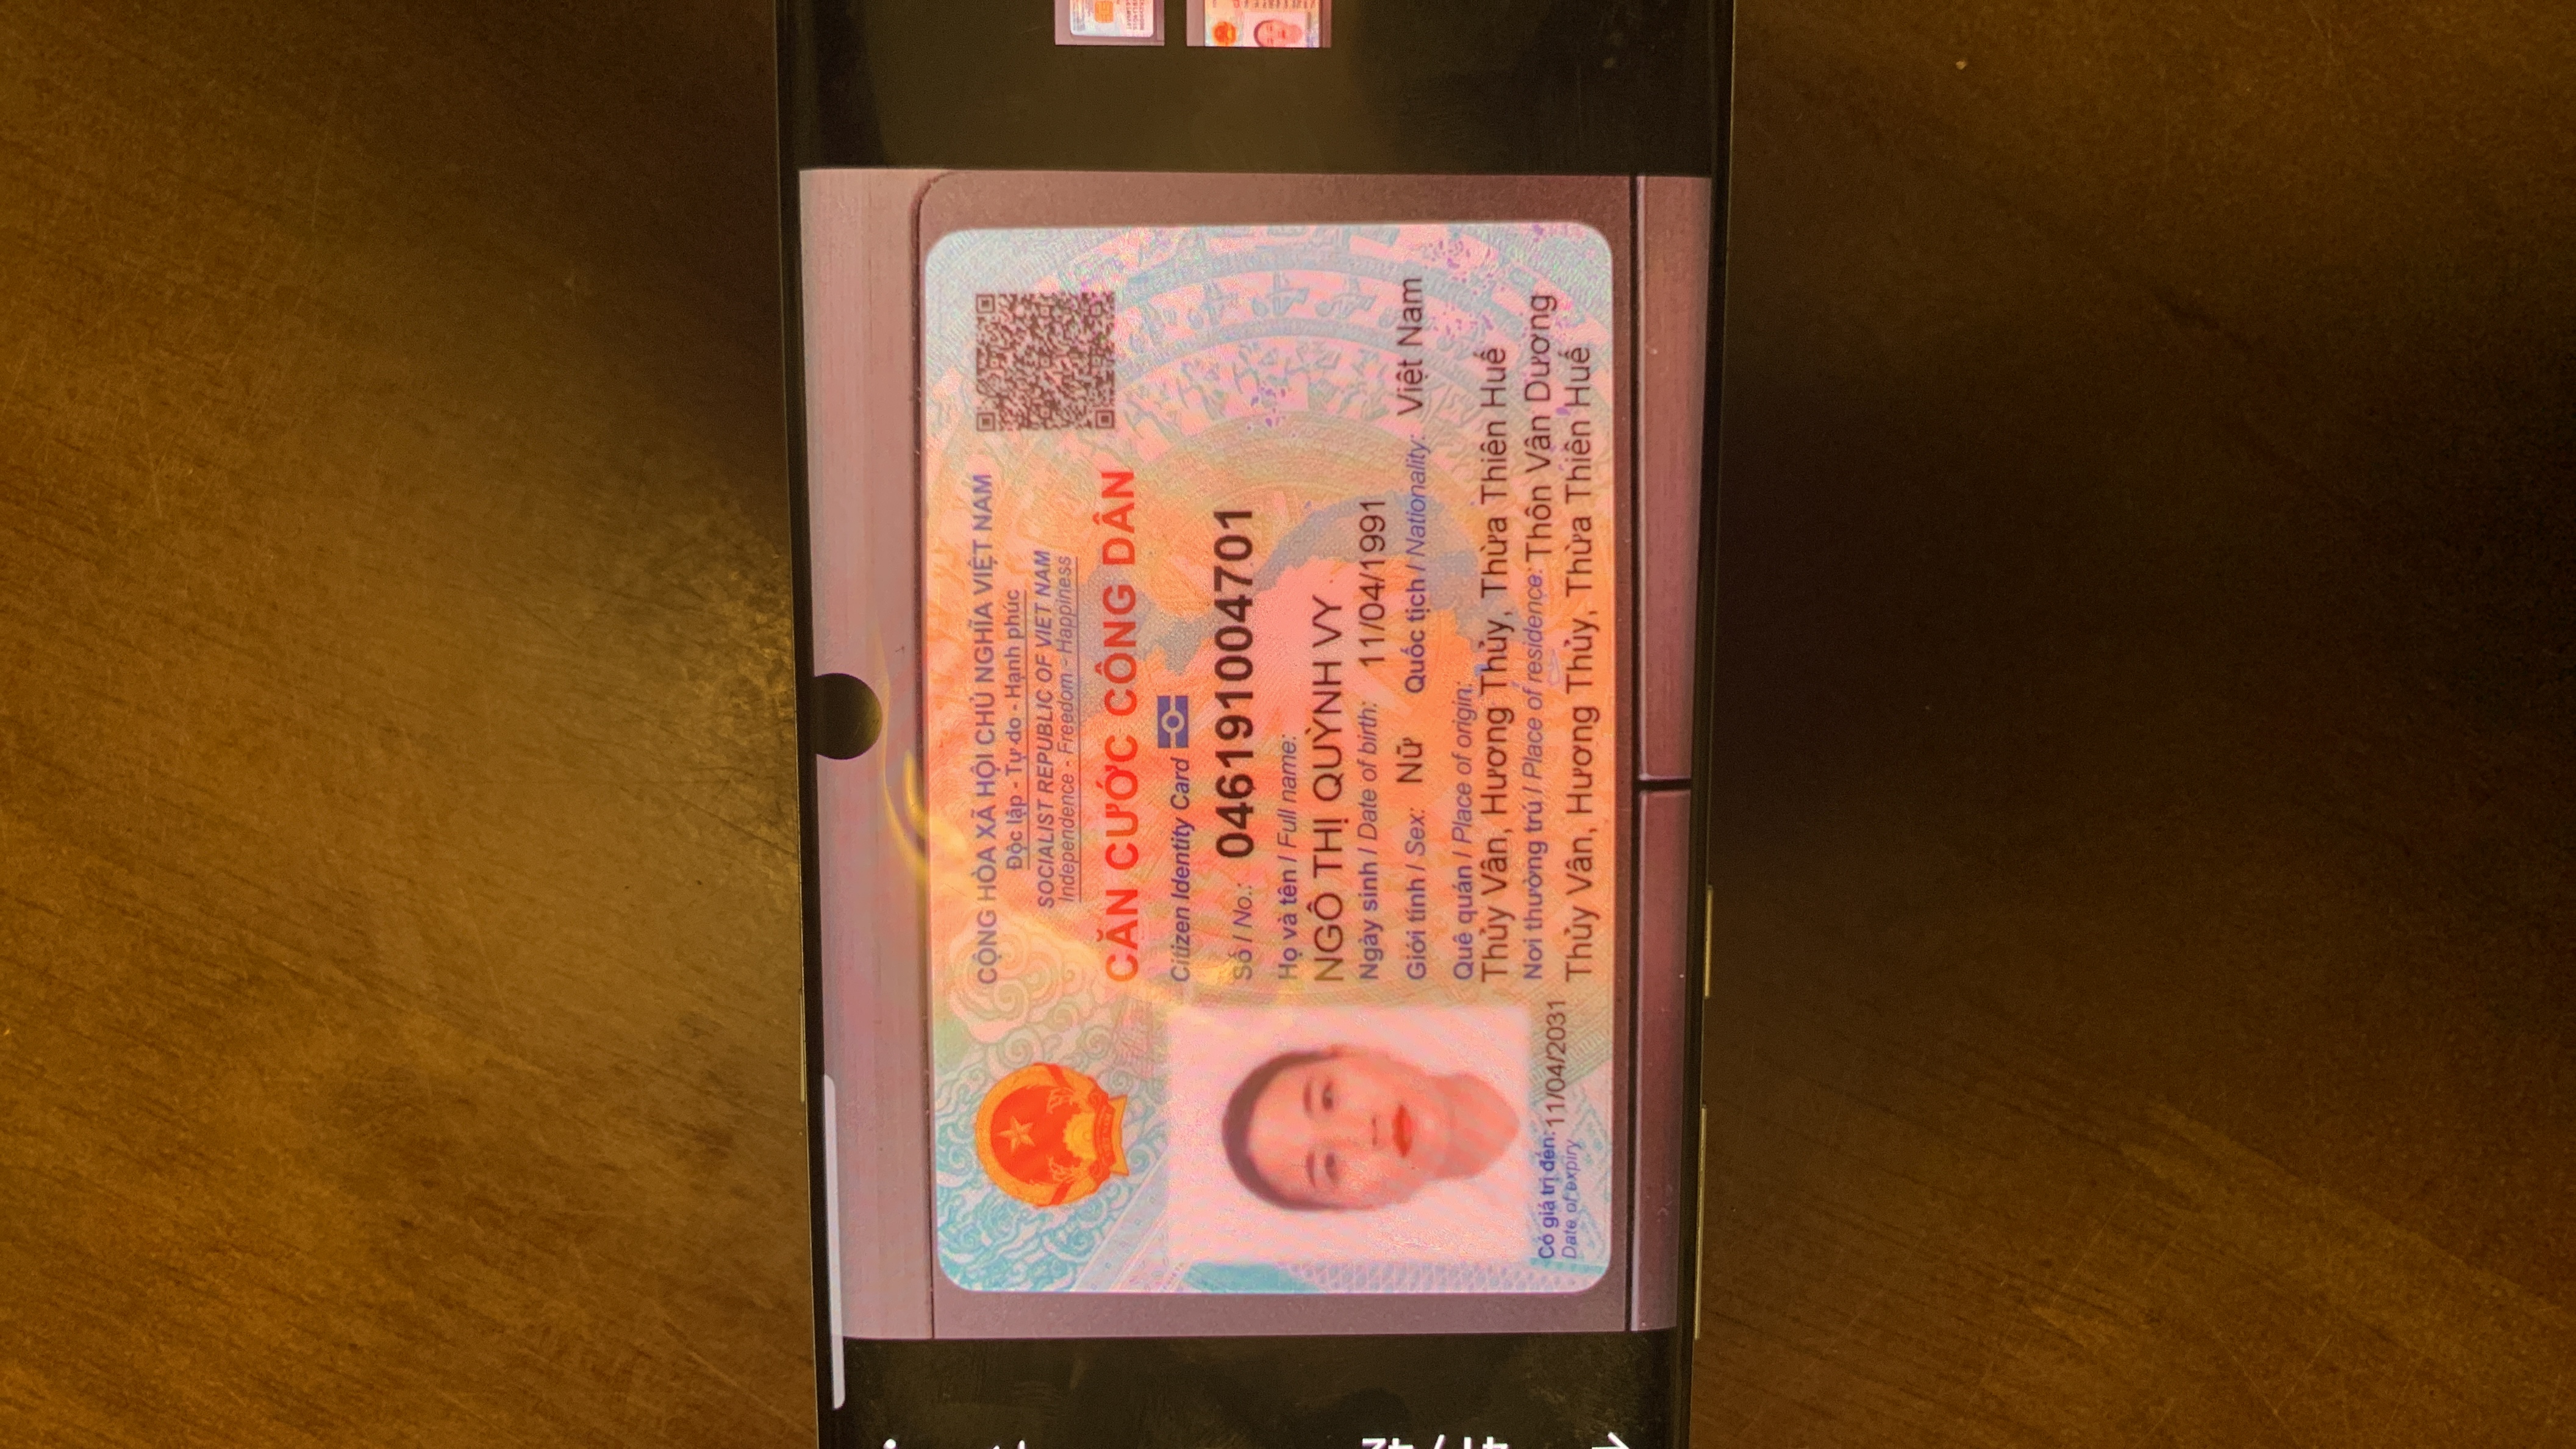 CỘNG HÒA XÃ HỘI CHỦ NGHĨA VIỆT NAM
Độc lập - Tự do - Hạnh phúc
SOCIALIST REPUBLIC OF VIET NAM
Independence - Freedom - Happiness
CĂN CƯỚC CÔNG DÂN
Citizen Identity Card
Số / No.: 046191004701
Họ và tên / Full name:
NGÔ THỊ QUỲNH VY
Ngày sinh / Date of birth: 11/04/1991
Giới tính / Sex: Nữ Quốc tịch / Nationality: Việt Nam
Quê quán / Place of origin:
Thủy Vân, Hương Thủy, Thừa Thiên Huế
Nơi thường trú / Place of residence: Thôn Vân Dương
Thủy Vân, Hương Thủy, Thừa Thiên Huế
Có giá trị đến: 11/04/2031
Date of expiry